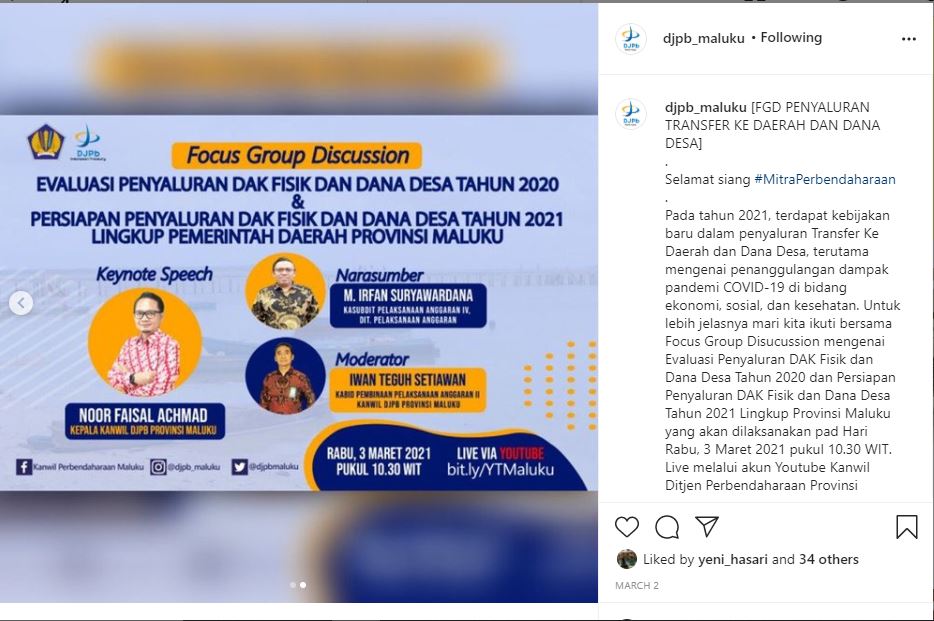 DJPb
Focus Group Discussion
EVALUASI PENYALURAN DAK FISIK DAN DANA DESA TAHUN 2020
&
PERSIAPAN PENYALURAN DAK FISIK DAN DANA DESA TAHUN 2021
LINGKUP PEMERINTAH DAERAH PROVINSI MALUKU
Keynote Speech
NOOR FAISAL ACHMAD
KEPALA KANWIL DJPB PROVINSI MALUKU
Narasumber
M. IRFAN SURYAWARDANA
KASUBDIT PELAKSANAAN ANGGARAN IV,
DIT. PELAKSANAAN ANGGARAN
Moderator
IWAN TEGUH SETIAWAN
KABID PEMBINAAN PELAKSANAAN ANGGARAN II
KANWIL DJPB PROVINSI MALUKU
RABU, 3 MARET 2021
PUKUL 10.30 WIT
LIVE VIA YOUTUBE
bit.ly/YTMaluku
Kanwil Perbendaharaan Maluku @djpb_maluku @djpbmaluku
djpb_maluku • Following
djpb_maluku [FGD PENYALURAN
TRANSFER KE DAERAH DAN DANA
DESA]
.
Selamat siang #MitraPerbendaharaan
.
Pada tahun 2021, terdapat kebijakan
baru dalam penyaluran Transfer Ke
Daerah dan Dana Desa, terutama
mengenai penanggulangan dampak
pandemi COVID-19 di bidang
ekonomi, sosial, dan kesehatan. Untuk
lebih jelasnya mari kita ikuti bersama
Focus Group Disucussion mengenai
Evaluasi Penyaluran DAK Fisik dan
Dana Desa Tahun 2020 dan Persiapan
Penyaluran DAK Fisik dan Dana Desa
Tahun 2021 Lingkup Provinsi Maluku
yang akan dilaksanakan pad Hari
Rabu, 3 Maret 2021 pukul 10.30 WIT.
Live melalui akun Youtube Kanwil
Ditjen Perbendaharaan Provinsi
Liked by yeni_hasari and 34 others
MARCH 2